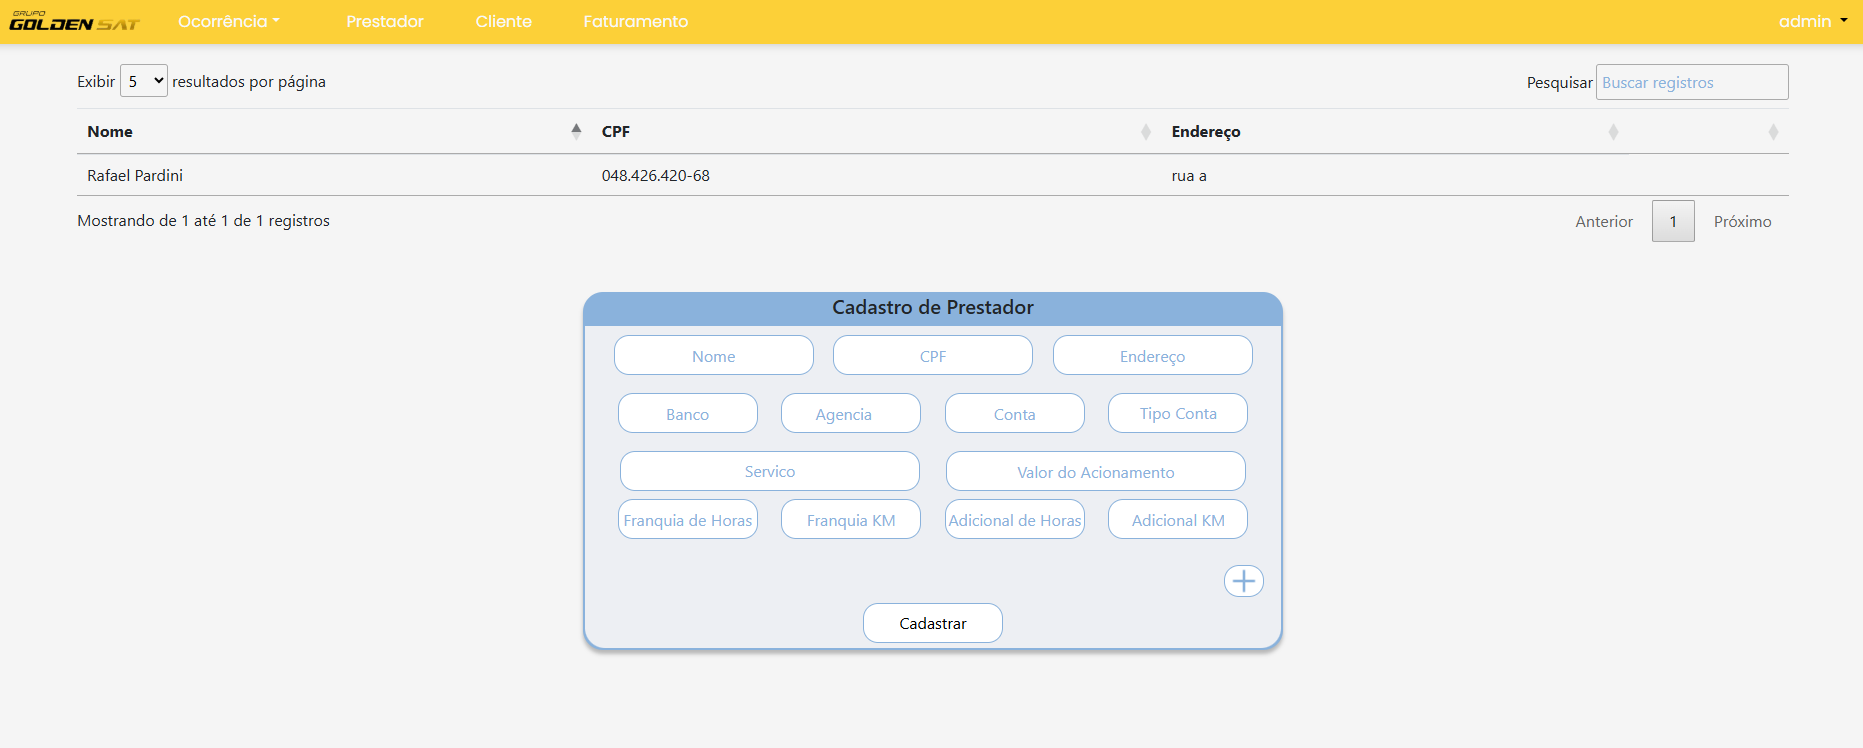 GRUPO
GOLDEN SAT
Ocorrência Prestador Cliente Faturamento admin
Exibir 5 resultados por página Pesquisar Buscar registros
Nome CPF Endereço
Rafael Pardini 048.426.420-68 rua a
Mostrando de 1 até 1 de 1 registros Anterior 1 Próximo
Cadastro de Prestador
Nome CPF Endereço
Banco Agencia Conta Tipo Conta
Servico Valor do Acionamento
Franquia de Horas Franquia KM Adicional de Horas Adicional KM
Cadastrar